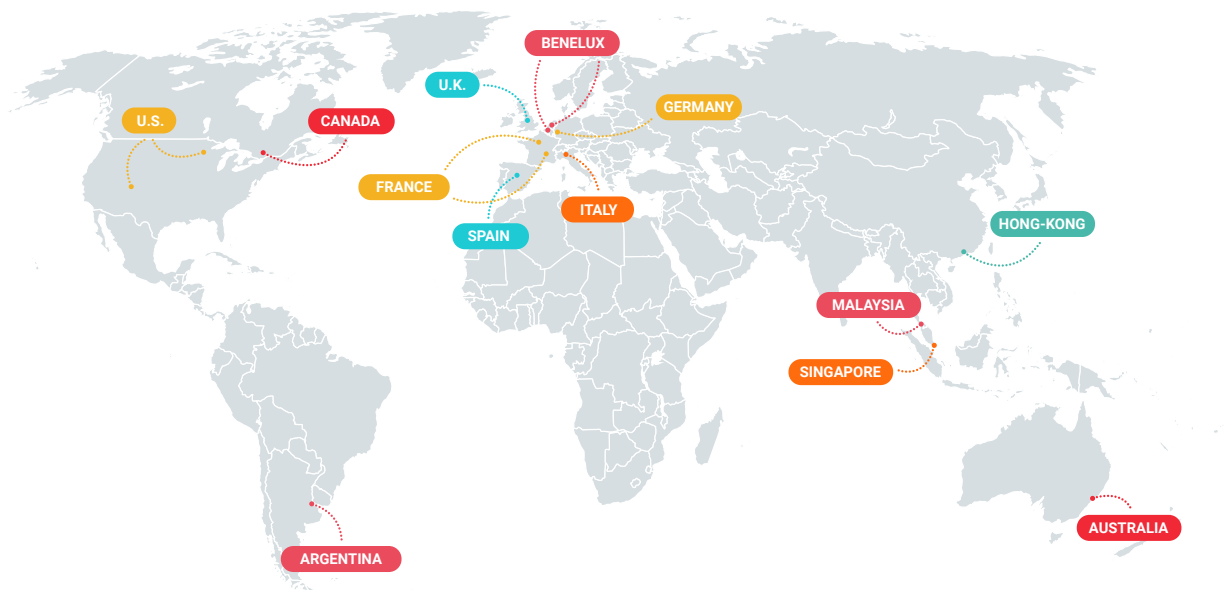 BENELUX
U.K.
GERMANY
U.S.
CANADA
FRANCE
ITALY
SPAIN
HONG-KONG
MALAYSIA
SINGAPORE
AUSTRALIA
ARGENTINA